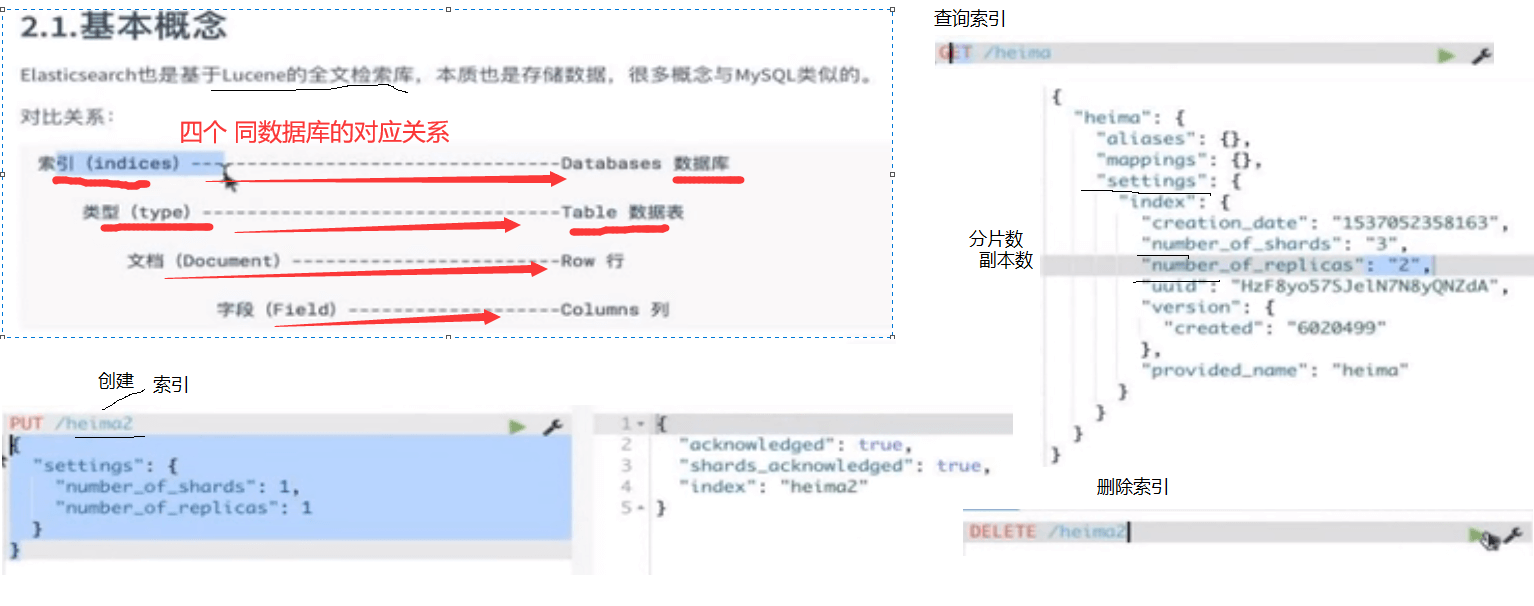 2.1.基本概念
Elasticsearch也是基于Lucene的全文检索库，本质也是存储数据，很多概念与MySQL类似的。
对比关系：
四个 同数据库的对应关系
索引（indices）--------------------------------Databases 数据库
类型（type）--------------------------------Table 数据表
文档（Document）------------------------Row 行
字段（Field）-------------------Columns 列
创建 索引
PUT /heima2
{
"settings": {
"number_of_shards": 1,
"number_of_replicas": 1
}
}
1 {
2 "acknowledged": true,
3 "shards_acknowledged": true,
4 "index": "heima2"
5 }
查询索引
GET /heima
{
"heima": {
"aliases": {},
"mappings": {},
"settings": {
"index": {
"creation_date": "1537052358163",
分片数
"number_of_shards": "3",
副本数
"number_of_replicas": "2",
"uuid": "HzF8yo57SJelN7N8yQNZdA",
"version": {
"created": "6020499"
},
"provided_name": "heima"
}
}
}
}
删除索引
DELETE /heima2